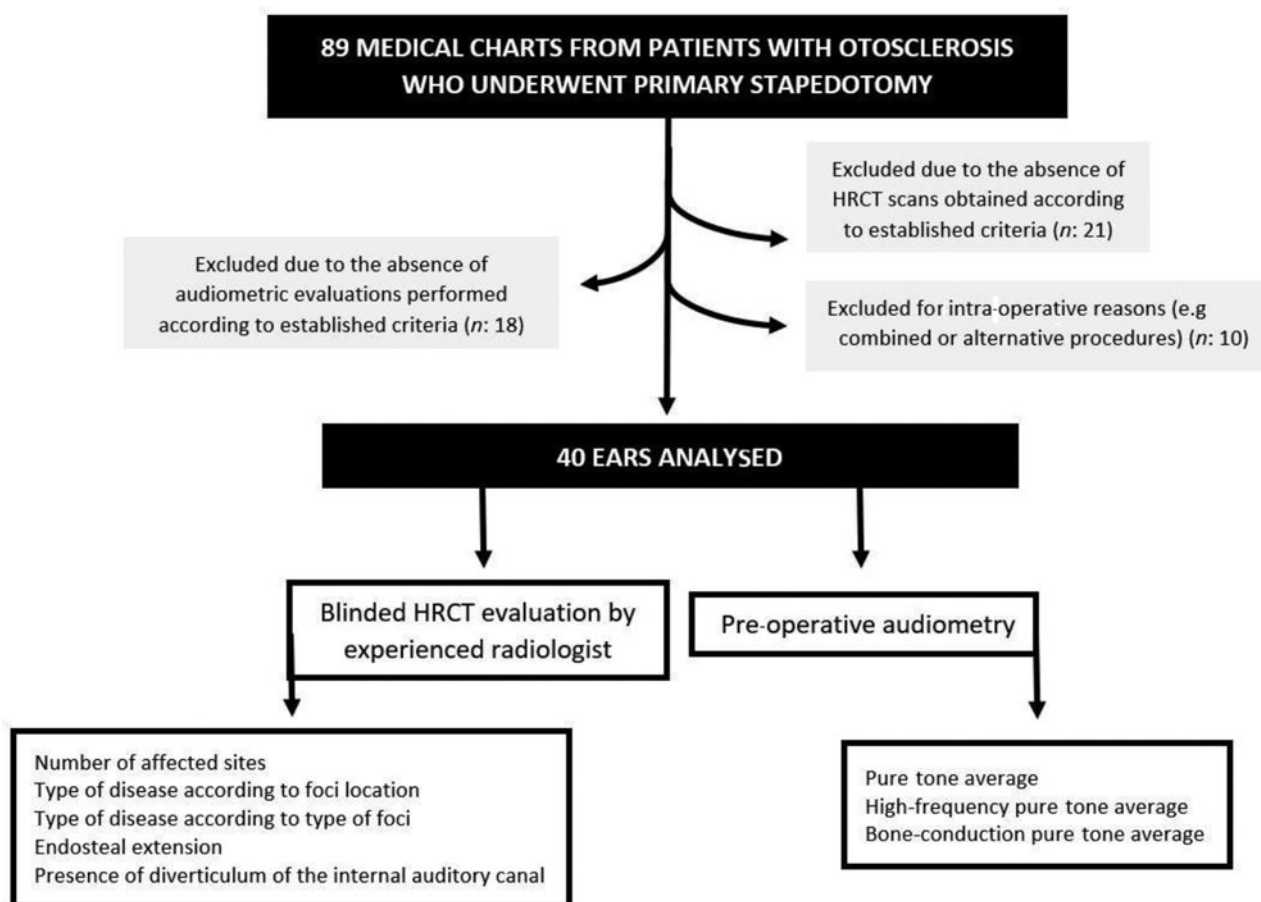 89 MEDICAL CHARTS FROM PATIENTS WITH OTOSCLEROSIS
WHO UNDERWENT PRIMARY STAPEDOTOMY
Excluded due to the absence of
HRCT scans obtained according
to established criteria (n: 21)
Excluded due to the absence of
audiometric evaluations performed
according to established criteria (n: 18)
Excluded for intra-operative reasons (e.g
combined or alternative procedures) (n: 10)
40 EARS ANALYSED
Blinded HRCT evaluation by
experienced radiologist
Pre-operative audiometry
Number of affected sites
Type of disease according to foci location
Type of disease according to type of foci
Endosteal extension
Presence of diverticulum of the internal auditory canal
Pure tone average
High-frequency pure tone average
Bone-conduction pure tone average